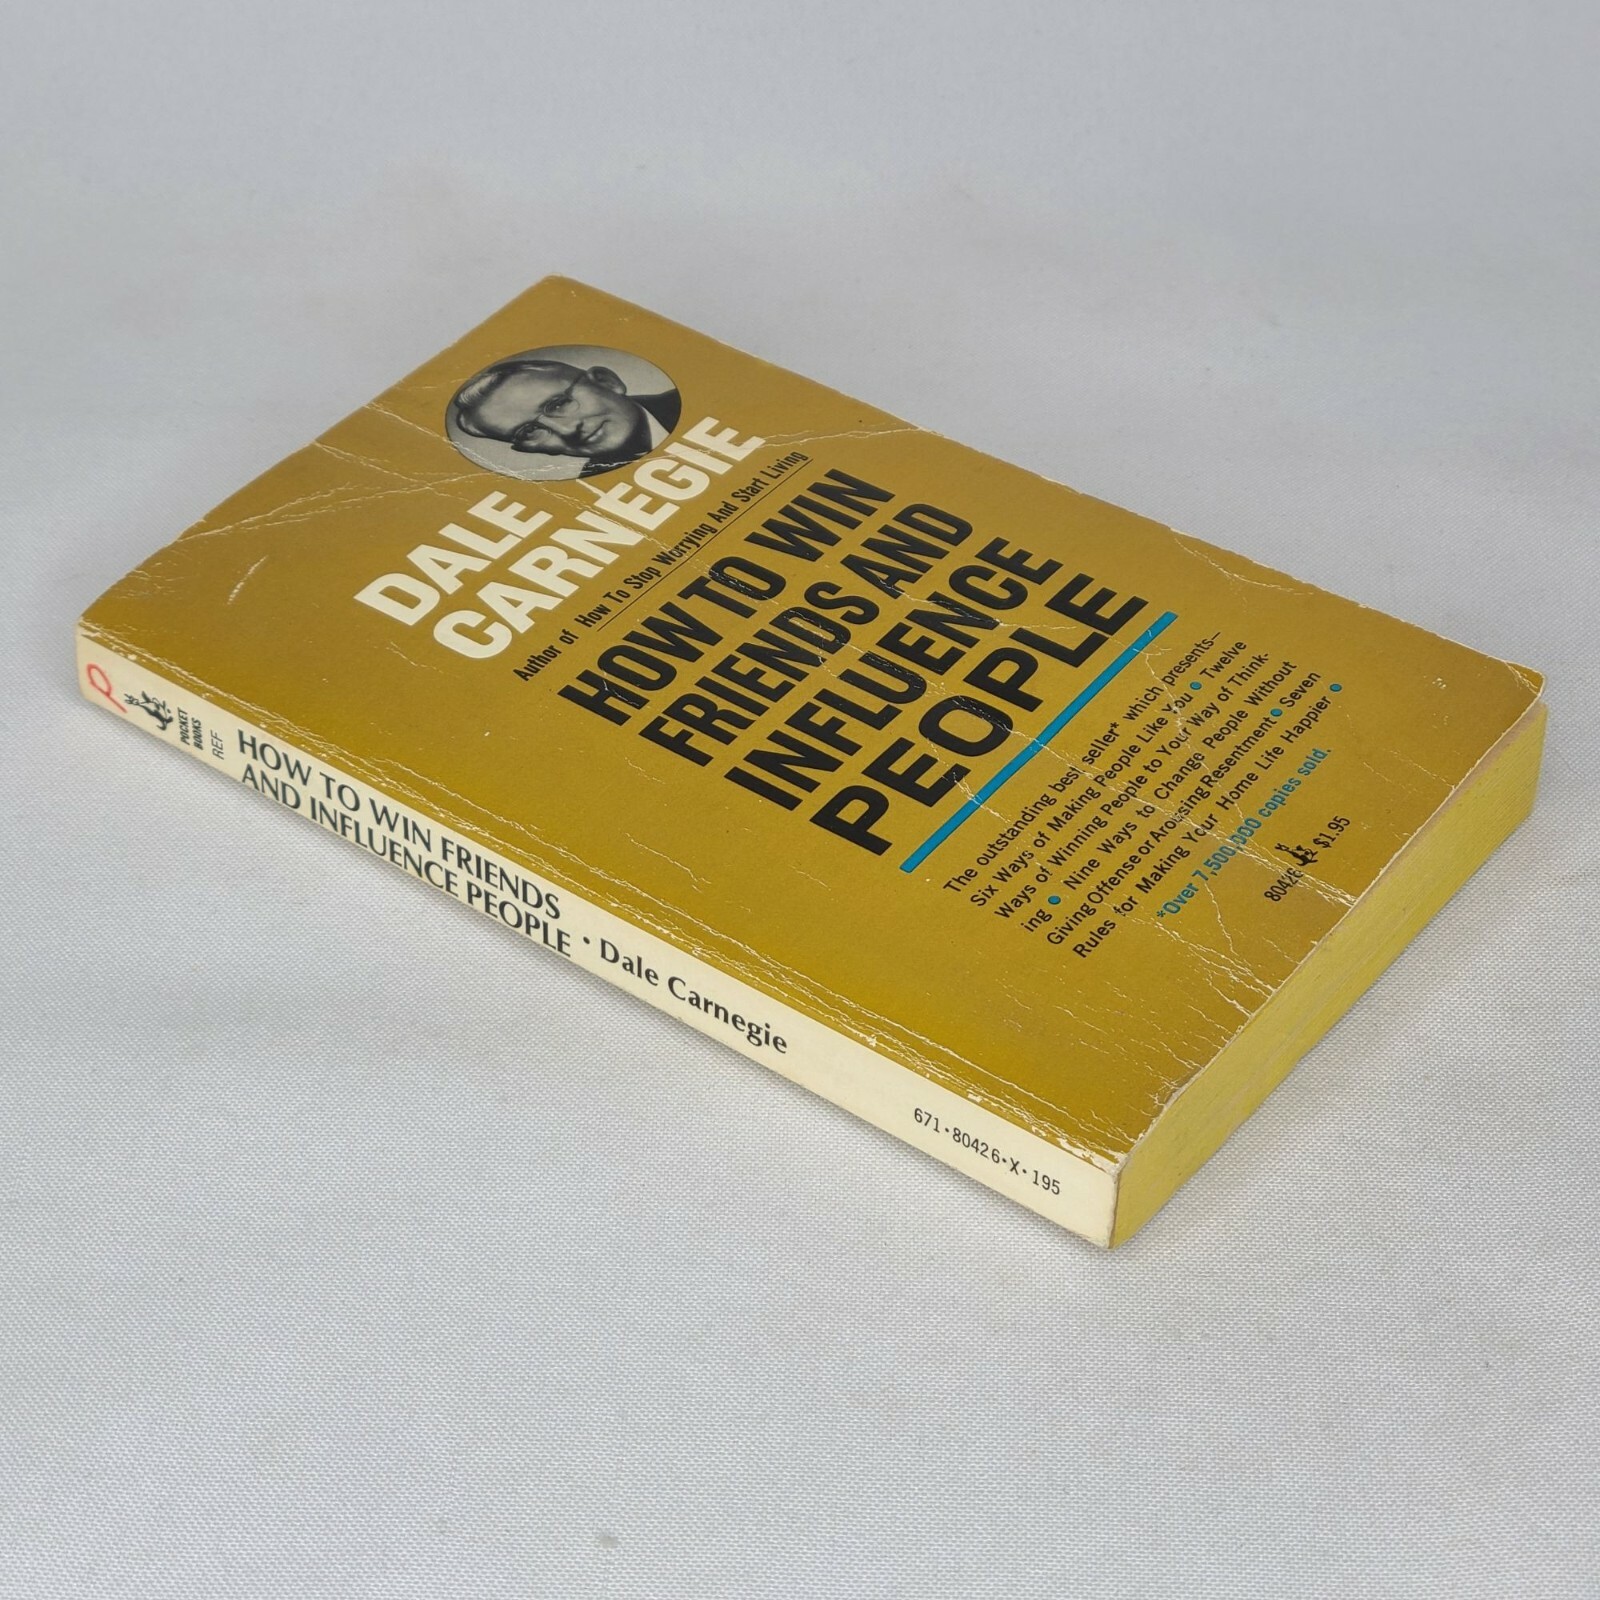 DALE
CARNEGIE
Author of How To Stop Worrying And Start Living
HOW TO WIN
FRIENDS AND
INFLUENCE
PEOPLE
The outstanding best seller* which presents—
Six Ways of Making People Like You • Twelve
Ways of Winning People to Your Way of Think-
ing • Nine Ways to Change People Without
Giving Offense or Arousing Resentment • Seven
Rules for Making Your Home Life Happier •
*Over 7,500,000 copies sold.
80426 $1.95
P
POCKET
BOOKS
REF
HOW TO WIN FRIENDS
AND INFLUENCE PEOPLE • Dale Carnegie
671•80426•X•195